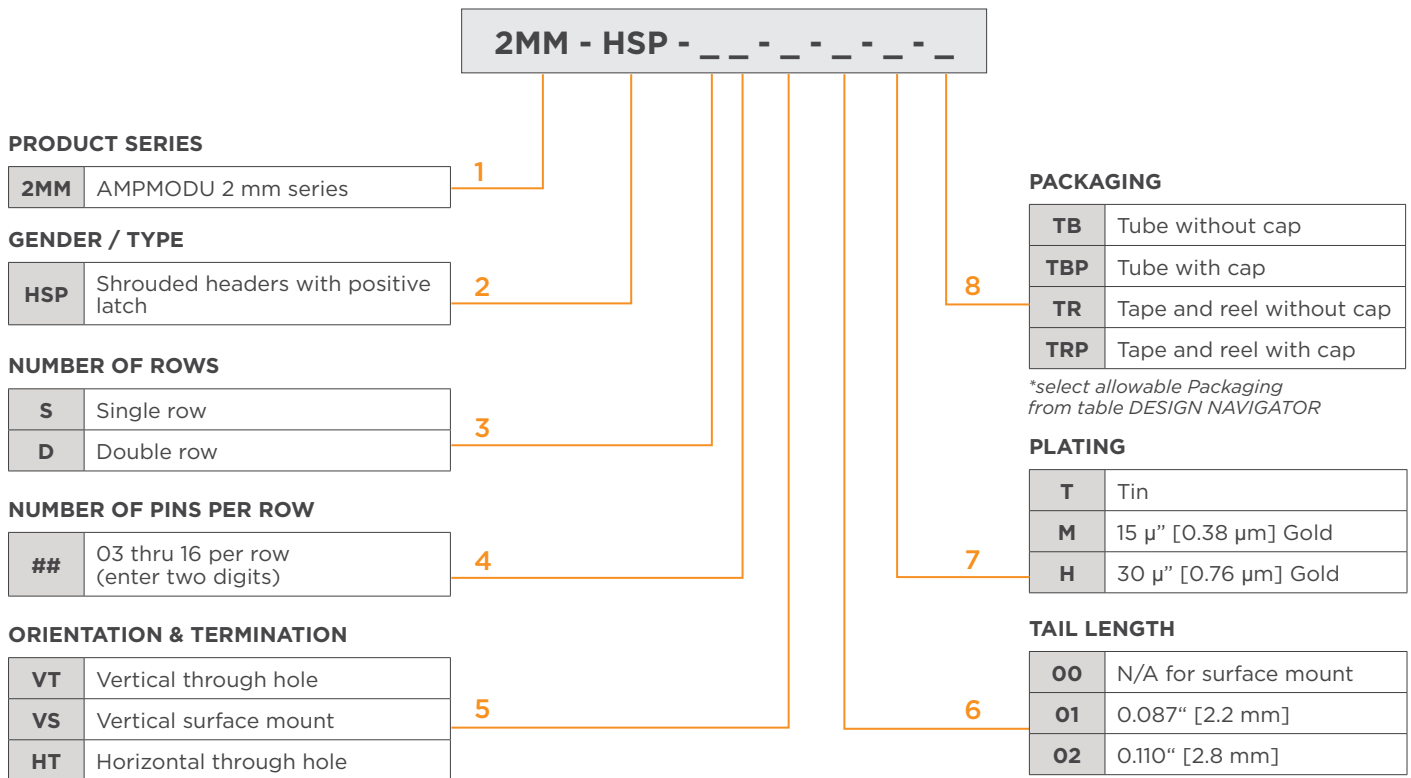 2MM - HSP - _ _ - _ - _ - _ - _
PRODUCT SERIES
1
2MM AMPMODU 2 mm series
GENDER / TYPE
2
HSP Shrouded headers with positive
latch
NUMBER OF ROWS
S Single row
3
D Double row
NUMBER OF PINS PER ROW
4
## 03 thru 16 per row
(enter two digits)
ORIENTATION & TERMINATION
VT Vertical through hole
5
VS Vertical surface mount
HT Horizontal through hole
PACKAGING
TB Tube without cap
TBP Tube with cap
8
TR Tape and reel without cap
TRP Tape and reel with cap
*select allowable Packaging
from table DESIGN NAVIGATOR
PLATING
T Tin
M 15 μ” [0.38 μm] Gold
7
H 30 μ” [0.76 μm] Gold
TAIL LENGTH
00 N/A for surface mount
6
01 0.087“ [2.2 mm]
02 0.110“ [2.8 mm]